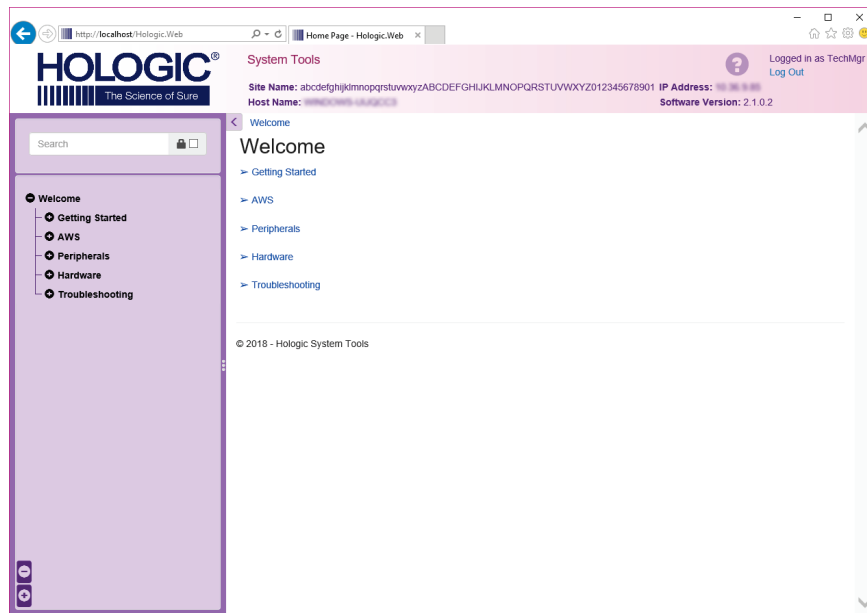 http://localhost/Hologic.Web
Home Page - Hologic.Web
HOLOGIC®
The Science of Sure
System Tools
Logged in as TechMgr
Log Out
Site Name: abcdefghijklmnopqrstuvwxyzABCDEFGHIJKLMNOPQRSTUVWXYZ012345678901 IP Address:
Host Name:
Software Version: 2.1.0.2
Search
Welcome
Getting Started
AWS
Peripherals
Hardware
Troubleshooting
Welcome
Welcome
➢ Getting Started
➢ AWS
➢ Peripherals
➢ Hardware
➢ Troubleshooting
© 2018 - Hologic System Tools